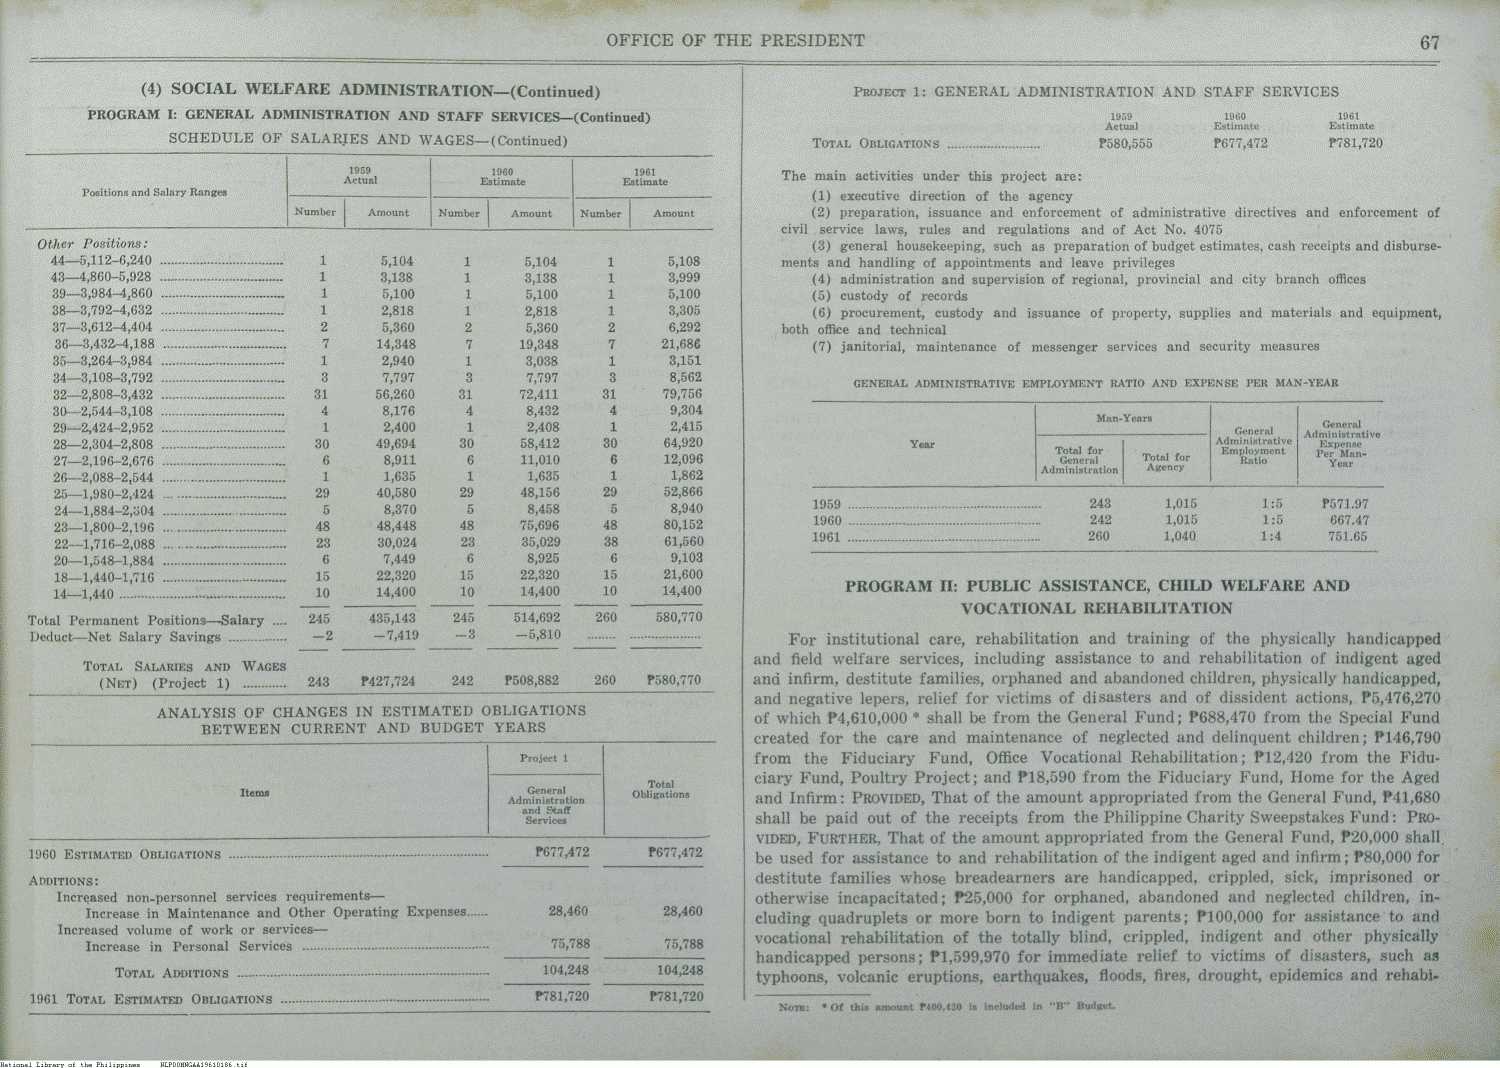 OFFICE OF THE PRESIDENT 67
(4) SOCIAL WELFARE ADMINISTRATION—(Continued)
PROGRAM I: GENERAL ADMINISTRATION AND STAFF SERVICES—(Continued)
SCHEDULE OF SALARIES AND WAGES—(Continued)
Positions and Salary Ranges 1959 Actual 1960 Estimate 1961 Estimate
Number Amount Number Amount Number Amount
Other Positions:
44—5,112–6,240 1 5,104 1 5,104 1 5,108
43—4,860–5,928 1 3,138 1 3,138 1 3,999
39—3,984–4,860 1 5,100 1 5,100 1 5,100
38—3,792–4,632 1 2,818 1 2,818 1 3,305
37—3,612–4,404 2 5,360 2 5,360 2 6,292
36—3,432–4,188 7 14,348 7 19,348 7 21,686
35—3,264–3,984 1 2,940 1 3,038 1 3,151
34—3,108–3,792 3 7,797 3 7,797 3 8,562
32—2,808–3,432 31 56,260 31 72,411 31 79,756
30—2,544–3,108 4 8,176 4 8,432 4 9,304
29—2,424–2,952 1 2,400 1 2,408 1 2,415
28—2,304–2,808 30 49,694 30 58,412 30 64,920
27—2,196–2,676 6 8,911 6 11,010 6 12,096
26—2,088–2,544 1 1,635 1 1,635 1 1,862
25—1,980–2,424 29 40,580 29 48,156 29 52,866
24—1,884–2,304 5 8,370 5 8,458 5 8,940
23—1,800–2,196 48 48,448 48 75,696 48 80,152
22—1,716–2,088 23 30,024 23 35,029 38 61,560
20—1,548–1,884 6 7,449 6 8,925 6 9,103
18—1,440–1,716 15 22,320 15 22,320 15 21,600
14—1,440 10 14,400 10 14,400 10 14,400
Total Permanent Positions—Salary .... 245 435,143 245 514,692 260 580,770
Deduct—Net Salary Savings —2 —7,419 —3 —5,810
TOTAL SALARIES AND WAGES
(NET) (Project 1) 243 ₱427,724 242 ₱508,882 260 ₱580,770
ANALYSIS OF CHANGES IN ESTIMATED OBLIGATIONS
BETWEEN CURRENT AND BUDGET YEARS
Items Project 1 General Administration and Staff Services Total Obligations
1960 ESTIMATED OBLIGATIONS ₱677,472 ₱677,472
ADDITIONS:
Increased non-personnel services requirements—
Increase in Maintenance and Other Operating Expenses...... 28,460 28,460
Increased volume of work or services—
Increase in Personal Services 75,788 75,788
TOTAL ADDITIONS 104,248 104,248
1961 TOTAL ESTIMATED OBLIGATIONS ₱781,720 ₱781,720
PROJECT 1: GENERAL ADMINISTRATION AND STAFF SERVICES
1959 Actual 1960 Estimate 1961 Estimate
TOTAL OBLIGATIONS ₱580,555 ₱677,472 ₱781,720
The main activities under this project are:
(1) executive direction of the agency
(2) preparation, issuance and enforcement of administrative directives and enforcement of
civil service laws, rules and regulations and of Act No. 4075
(3) general housekeeping, such as preparation of budget estimates, cash receipts and disburse-
ments and handling of appointments and leave privileges
(4) administration and supervision of regional, provincial and city branch offices
(5) custody of records
(6) procurement, custody and issuance of property, supplies and materials and equipment,
both office and technical
(7) janitorial, maintenance of messenger services and security measures
GENERAL ADMINISTRATIVE EMPLOYMENT RATIO AND EXPENSE PER MAN-YEAR
Year Man-Years General Administrative Employment Ratio General Administrative Expense Per Man-Year
Total for General Administration Total for Agency
1959 243 1,015 1:5 ₱571.97
1960 242 1,015 1:5 667.47
1961 260 1,040 1:4 751.65
PROGRAM II: PUBLIC ASSISTANCE, CHILD WELFARE AND
VOCATIONAL REHABILITATION
For institutional care, rehabilitation and training of the physically handicapped
and field welfare services, including assistance to and rehabilitation of indigent aged
and infirm, destitute families, orphaned and abandoned children, physically handicapped,
and negative lepers, relief for victims of disasters and of dissident actions, ₱5,476,270
of which ₱4,610,000 * shall be from the General Fund; ₱688,470 from the Special Fund
created for the care and maintenance of neglected and delinquent children; ₱146,790
from the Fiduciary Fund, Office Vocational Rehabilitation; ₱12,420 from the Fidu-
ciary Fund, Poultry Project; and ₱18,590 from the Fiduciary Fund, Home for the Aged
and Infirm: PROVIDED, That of the amount appropriated from the General Fund, ₱41,680
shall be paid out of the receipts from the Philippine Charity Sweepstakes Fund: PRO-
VIDED, FURTHER, That of the amount appropriated from the General Fund, ₱20,000 shall
be used for assistance to and rehabilitation of the indigent aged and infirm; ₱80,000 for
destitute families whose breadearners are handicapped, crippled, sick, imprisoned or
otherwise incapacitated; ₱25,000 for orphaned, abandoned and neglected children, in-
cluding quadruplets or more born to indigent parents; ₱100,000 for assistance to and
vocational rehabilitation of the totally blind, crippled, indigent and other physically
handicapped persons; ₱1,599,970 for immediate relief to victims of disasters, such as
typhoons, volcanic eruptions, earthquakes, floods, fires, drought, epidemics and rehabi-
NOTE: * Of this amount ₱400,420 is included in "B" Budget.
National Library of the Philippines NLPDOMNGAA19610186.tif